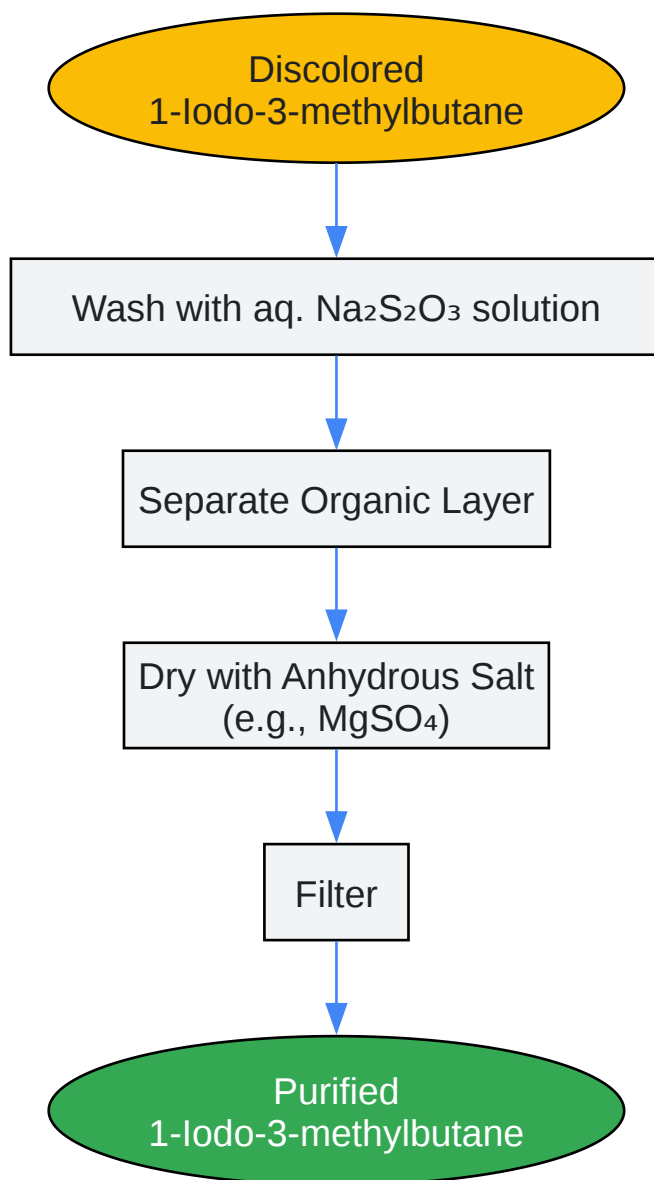 Discolored
1-Iodo-3-methylbutane
Wash with aq. Na₂S₂O₃ solution
Separate Organic Layer
Dry with Anhydrous Salt
(e.g., MgSO₄)
Filter
Purified
1-Iodo-3-methylbutane